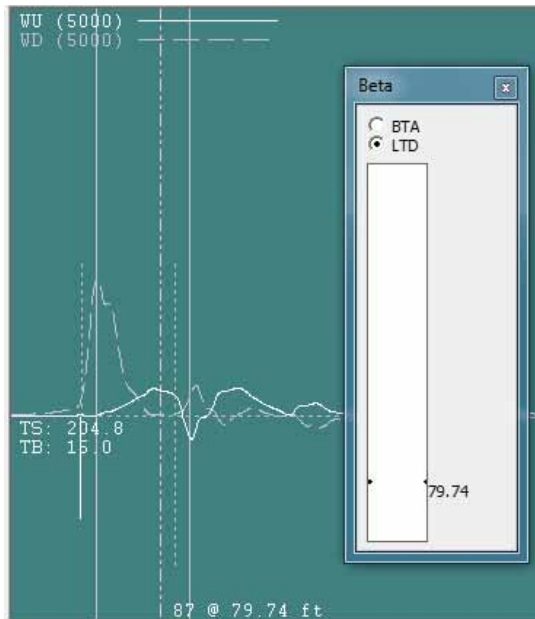 WU (5000)
WD (5000)
Beta
x
BTA
LTD
TS: 204.8
TB: 15.0
79.74
87 @ 79.74 ft